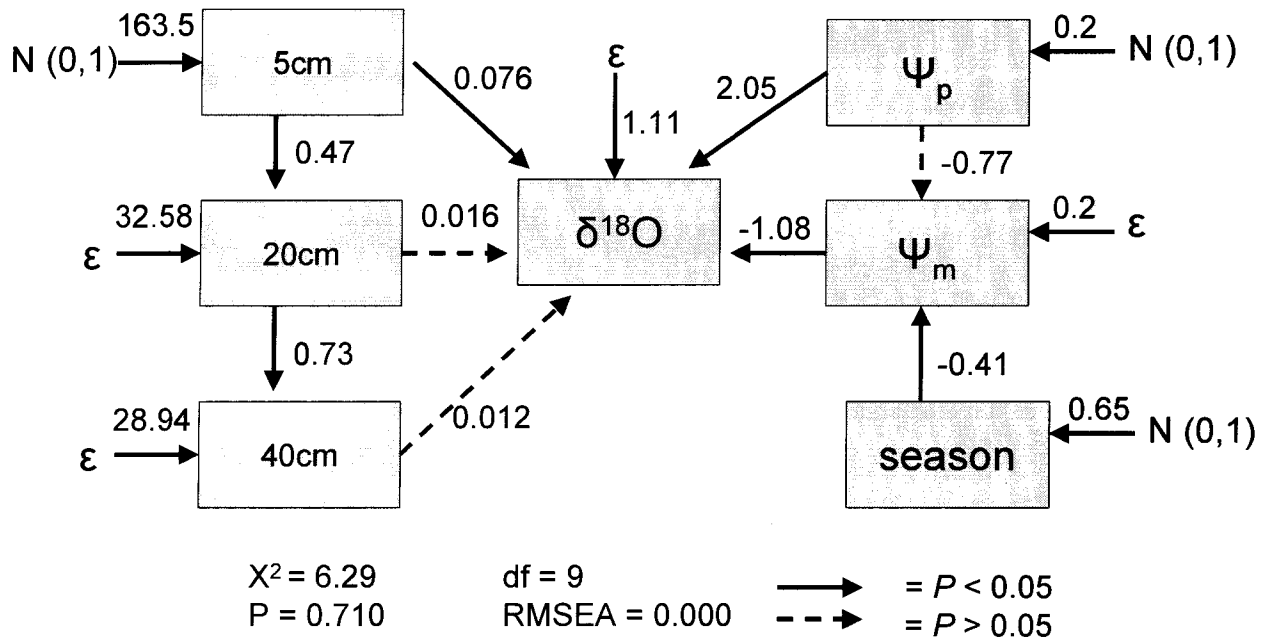 163.5
N (0,1)
5cm
0.076
ε
1.11
2.05
Ψp
0.2
N (0,1)
0.47
-0.77
32.58
ε
20cm
0.016
δ¹⁸O
-1.08
Ψm
0.2
ε
0.73
-0.41
28.94
ε
40cm
0.012
season
0.65
N (0,1)
X² = 6.29
df = 9
= P < 0.05
P = 0.710
RMSEA = 0.000
= P > 0.05